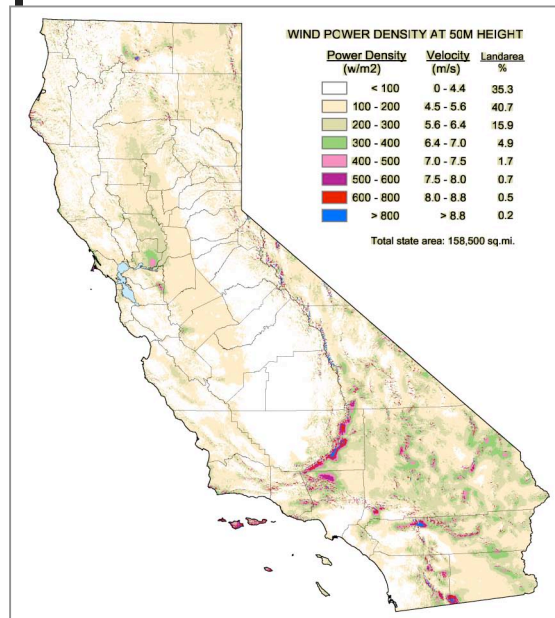 WIND POWER DENSITY AT 50M HEIGHT
Power Density Velocity Landarea
(w/m2) (m/s) %
< 100 0 - 4.4 35.3
100 - 200 4.5 - 5.6 40.7
200 - 300 5.6 - 6.4 15.9
300 - 400 6.4 - 7.0 4.9
400 - 500 7.0 - 7.5 1.7
500 - 600 7.5 - 8.0 0.7
600 - 800 8.0 - 8.8 0.5
> 800 > 8.8 0.2
Total state area: 158,500 sq.mi.